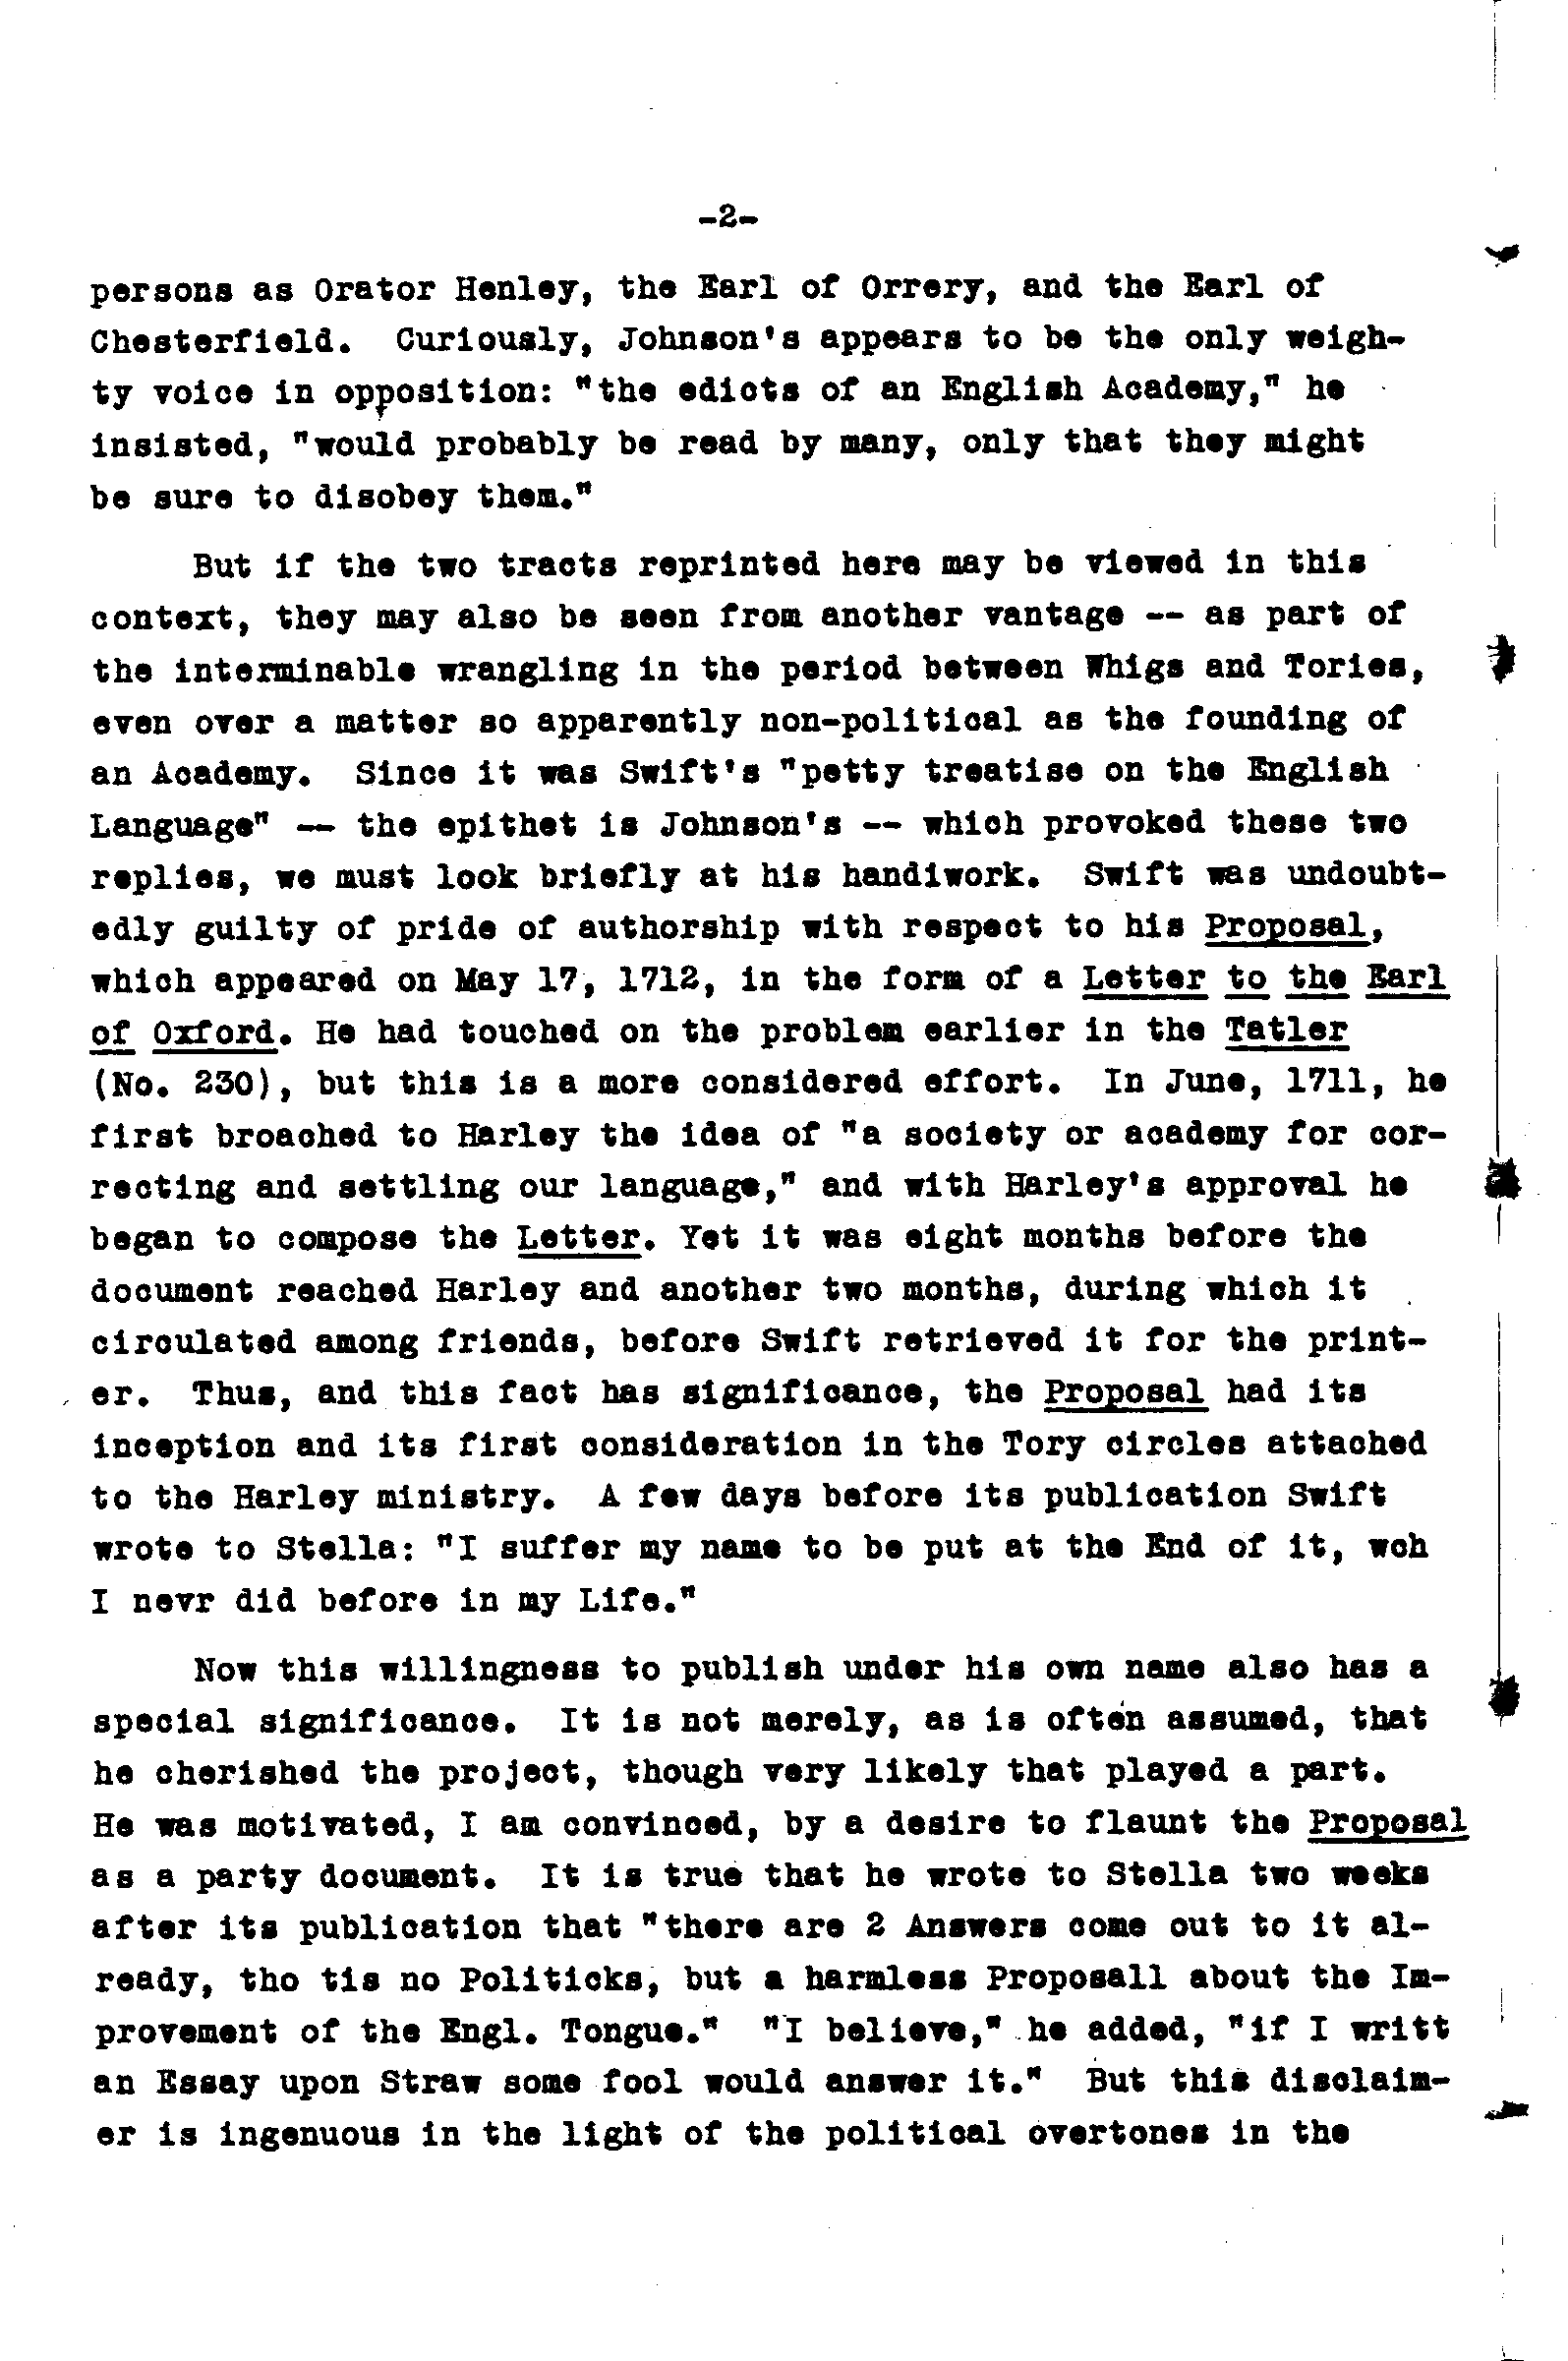 -2-
persons as Orator Henley, the Earl of Orrery, and the Earl of
Chesterfield. Curiously, Johnson's appears to be the only weigh-
ty voice in opposition: "the edicts of an English Academy," he
insisted, "would probably be read by many, only that they might
be sure to disobey them."
But if the two tracts reprinted here may be viewed in this
context, they may also be seen from another vantage -- as part of
the interminable wrangling in the period between Whigs and Tories,
even over a matter so apparently non-political as the founding of
an Academy. Since it was Swift's "petty treatise on the English
Language" -- the epithet is Johnson's -- which provoked these two
replies, we must look briefly at his handiwork. Swift was undoubt-
edly guilty of pride of authorship with respect to his Proposal,
which appeared on May 17, 1712, in the form of a Letter to the Earl
of Oxford. He had touched on the problem earlier in the Tatler
(No. 230), but this is a more considered effort. In June, 1711, he
first broached to Harley the idea of "a society or academy for cor-
recting and settling our language," and with Harley's approval he
began to compose the Letter. Yet it was eight months before the
document reached Harley and another two months, during which it
circulated among friends, before Swift retrieved it for the print-
er. Thus, and this fact has significance, the Proposal had its
inception and its first consideration in the Tory circles attached
to the Harley ministry. A few days before its publication Swift
wrote to Stella: "I suffer my name to be put at the End of it, wch
I nevr did before in my Life."
Now this willingness to publish under his own name also has a
special significance. It is not merely, as is often assumed, that
he cherished the project, though very likely that played a part.
He was motivated, I am convinced, by a desire to flaunt the Proposal
as a party document. It is true that he wrote to Stella two weeks
after its publication that "there are 2 Answers come out to it al-
ready, tho tis no Politicks, but a harmless Proposall about the Im-
provement of the Engl. Tongue." "I believe," he added, "if I writt
an Essay upon Straw some fool would answer it." But this disclaim-
er is ingenuous in the light of the political overtones in the